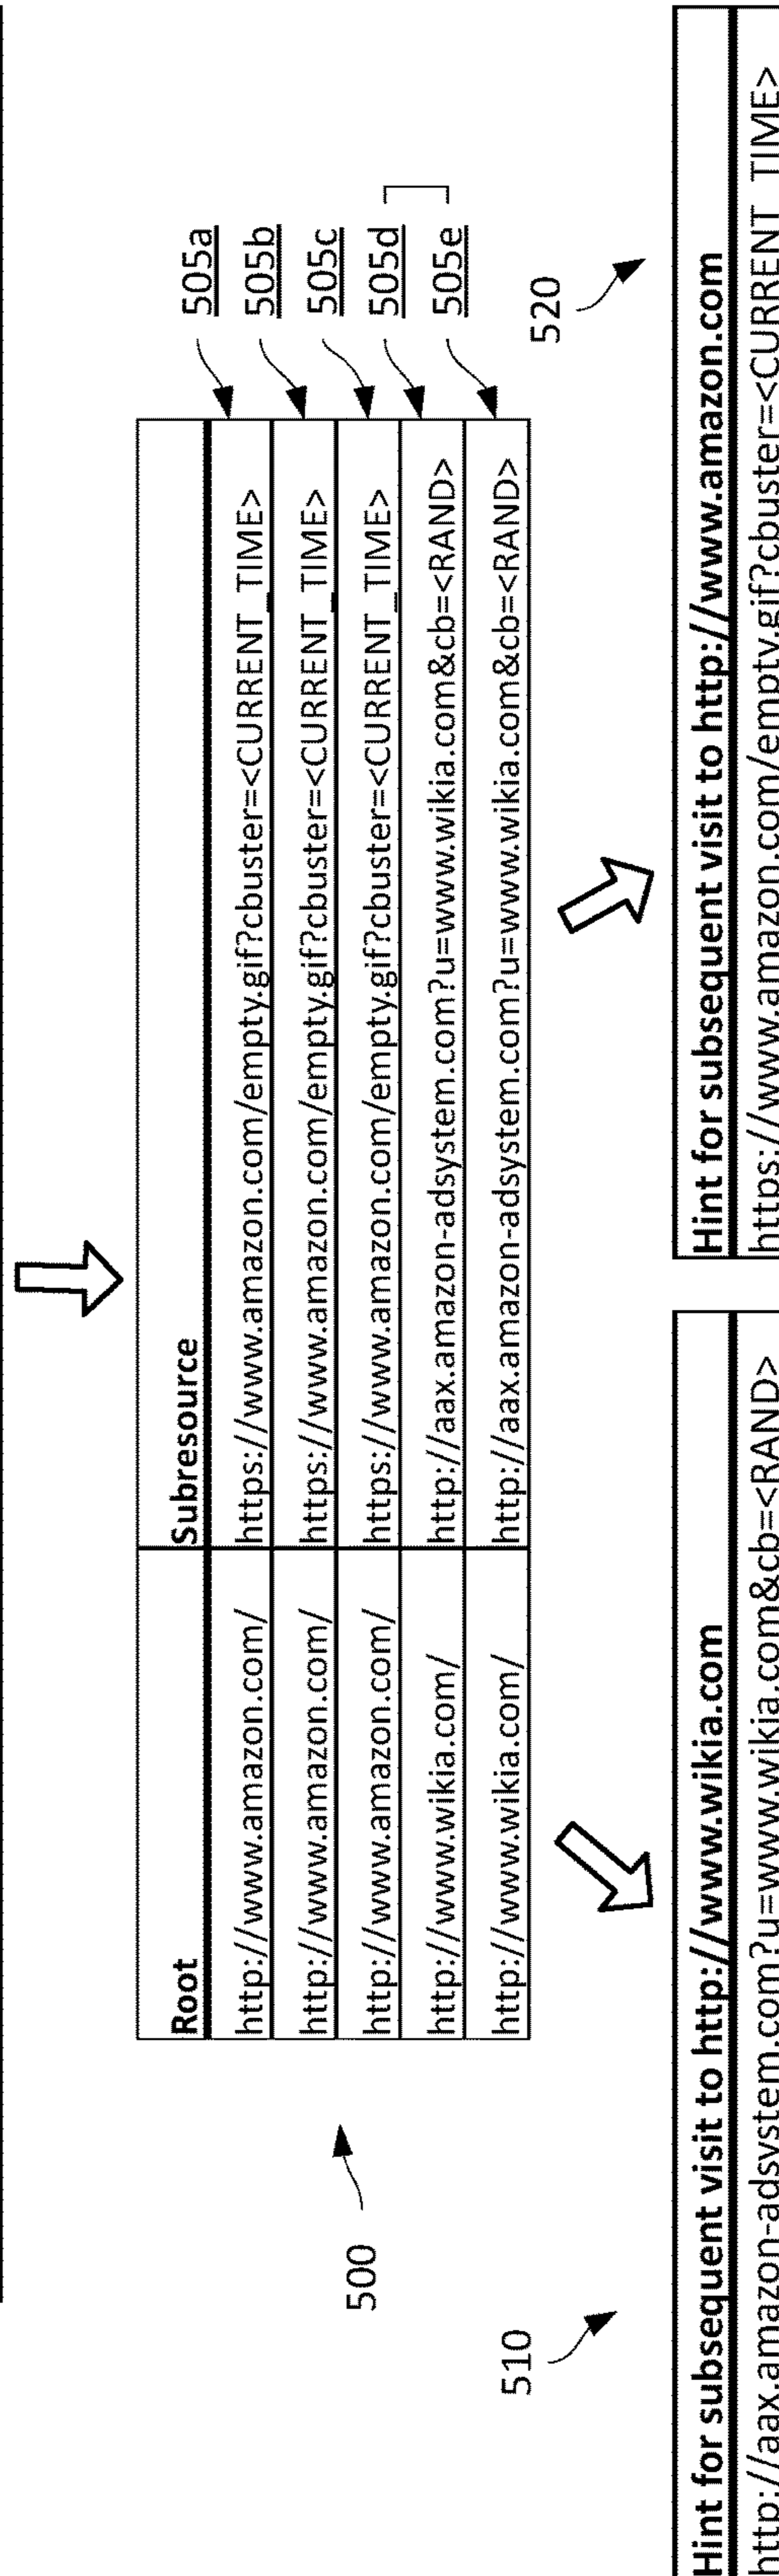 Root Subresource
http://www.amazon.com/ https://www.amazon.com/empty.gif?cbuster=<CURRENT_TIME> 505a
http://www.amazon.com/ https://www.amazon.com/empty.gif?cbuster=<CURRENT_TIME> 505b
http://www.amazon.com/ https://www.amazon.com/empty.gif?cbuster=<CURRENT_TIME> 505c
http://www.wikia.com/ http://aax.amazon-adsystem.com?u=www.wikia.com&cb=<RAND> 505d
http://www.wikia.com/ http://aax.amazon-adsystem.com?u=www.wikia.com&cb=<RAND> 505e
500
510
520
Hint for subsequent visit to http://www.wikia.com
http://aax.amazon-adsystem.com?u=www.wikia.com&cb=<RAND>
Hint for subsequent visit to http://www.amazon.com
https://www.amazon.com/empty.gif?cbuster=<CURRENT_TIME>